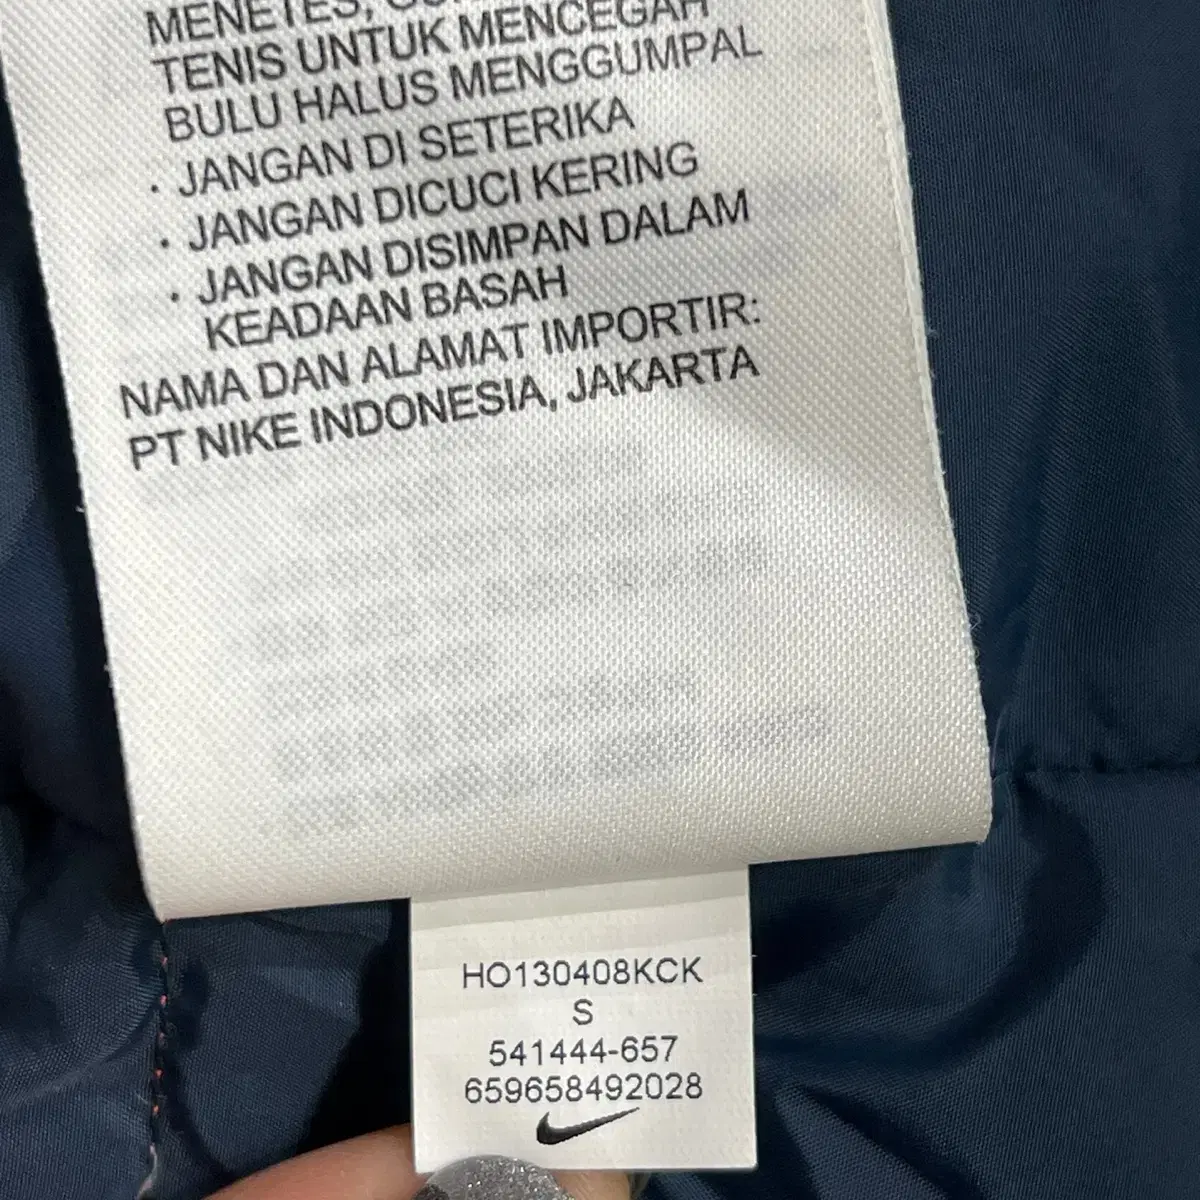 MENETES,
TENIS UNTUK MENCEGAH
BULU HALUS MENGGUMPAL
· JANGAN DI SETERIKA
· JANGAN DICUCI KERING
· JANGAN DISIMPAN DALAM
KEADAAN BASAH
NAMA DAN ALAMAT IMPORTIR:
PT NIKE INDONESIA, JAKARTA
HO130408KCK
S
541444-657
659658492028